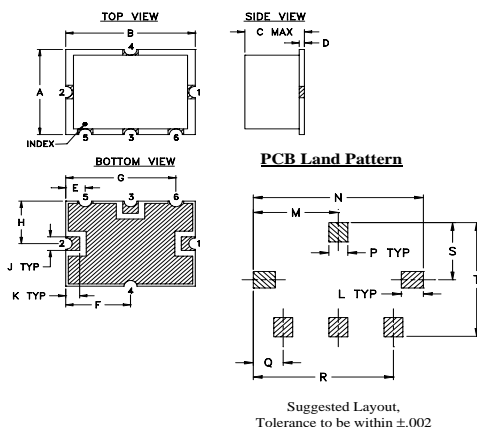 TOP VIEW
B
4
A
2
1
INDEX
5
3
6
SIDE VIEW
C MAX
D
BOTTOM VIEW
G
E
5
3
6
H
2
1
J TYP
K TYP
4
F
PCB Land Pattern
N
M
S
P TYP
T
L TYP
Q
R
Suggested Layout,
Tolerance to be within ±.002